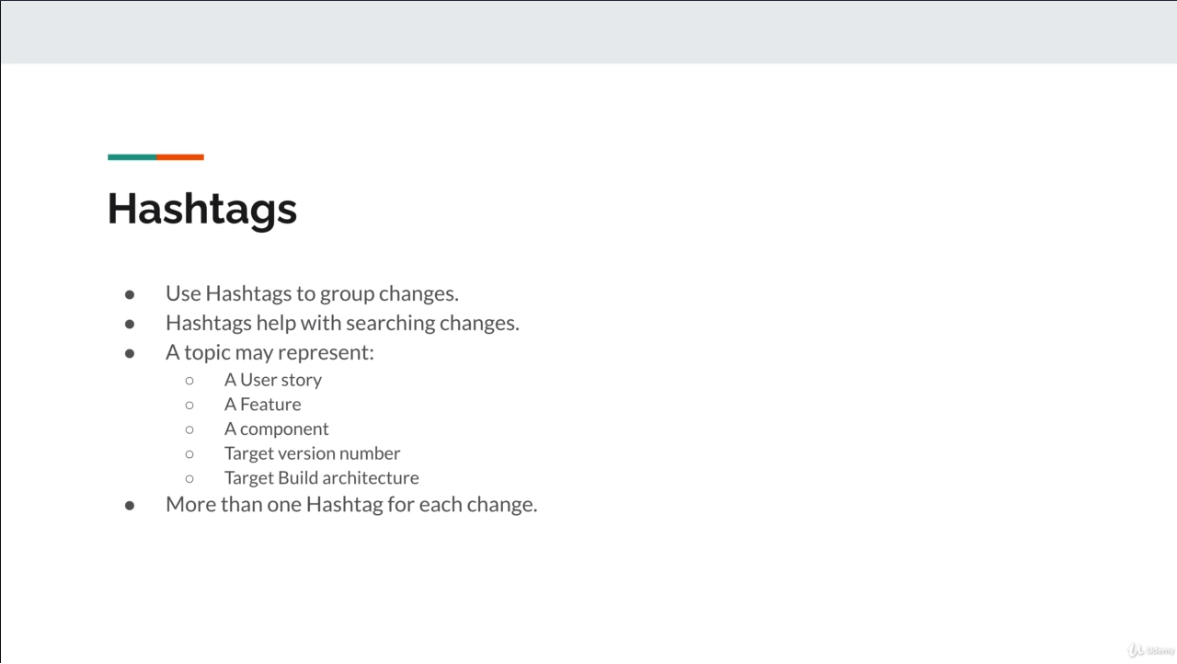 Hashtags
● Use Hashtags to group changes.
● Hashtags help with searching changes.
● A topic may represent:
○ A User story
○ A Feature
○ A component
○ Target version number
○ Target Build architecture
● More than one Hashtag for each change.
Udemy